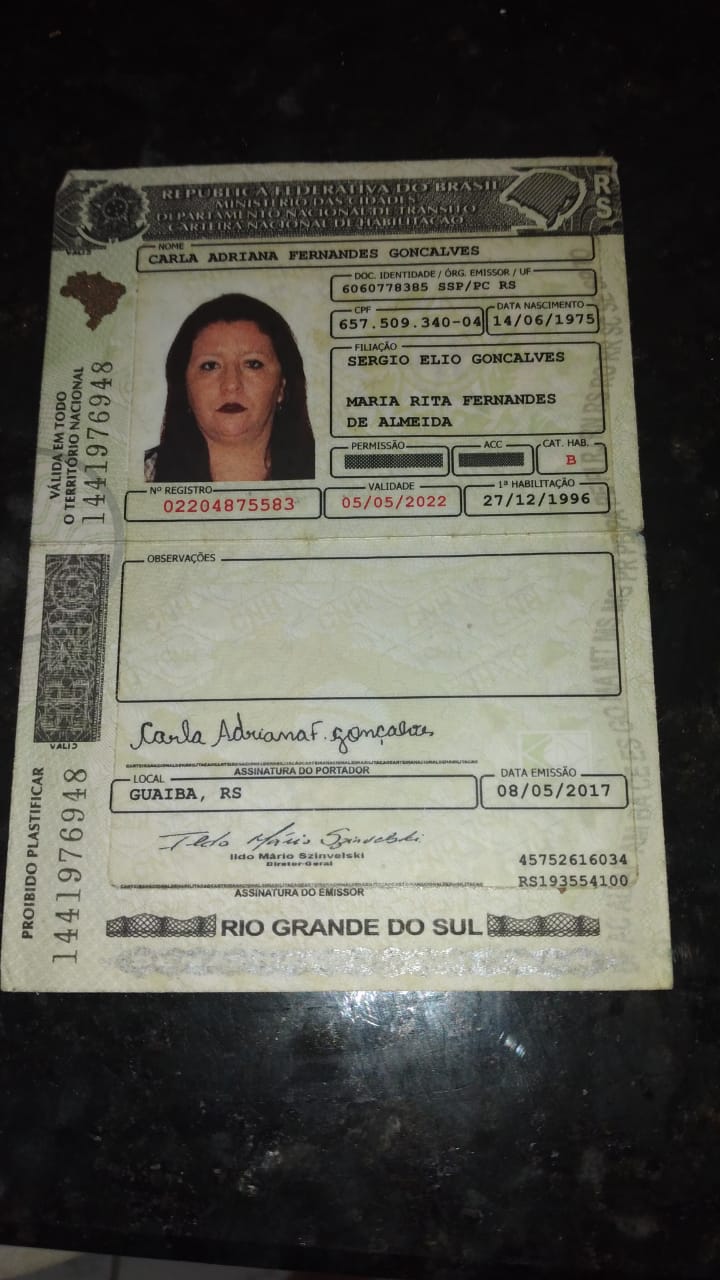 REPÚBLICA FEDERATIVA DO BRASIL
MINISTÉRIO DAS CIDADES
DEPARTAMENTO NACIONAL DE TRÂNSITO
CARTEIRA NACIONAL DE HABILITAÇÃO
RS
NOME
CARLA ADRIANA FERNANDES GONCALVES
DOC. IDENTIDADE / ÓRG. EMISSOR / UF
6060778385 SSP/PC RS
CPF
657.509.340-04
DATA NASCIMENTO
14/06/1975
FILIAÇÃO
SERGIO ELIO GONCALVES
MARIA RITA FERNANDES
DE ALMEIDA
PERMISSÃO
ACC
CAT. HAB.
B
Nº REGISTRO
02204875583
VALIDADE
05/05/2022
1ª HABILITAÇÃO
27/12/1996
VÁLIDA EM TODO
O TERRITÓRIO NACIONAL
1441976948
OBSERVAÇÕES
Carla Adriana F. Gonçalves
ASSINATURA DO PORTADOR
LOCAL
GUAIBA, RS
DATA EMISSÃO
08/05/2017
Ildo Mário Szinvelski
Ildo Mário Szinvelski
Diretor-Geral
45752616034
RS193554100
ASSINATURA DO EMISSOR
PROIBIDO PLASTIFICAR
1441976948
RIO GRANDE DO SUL